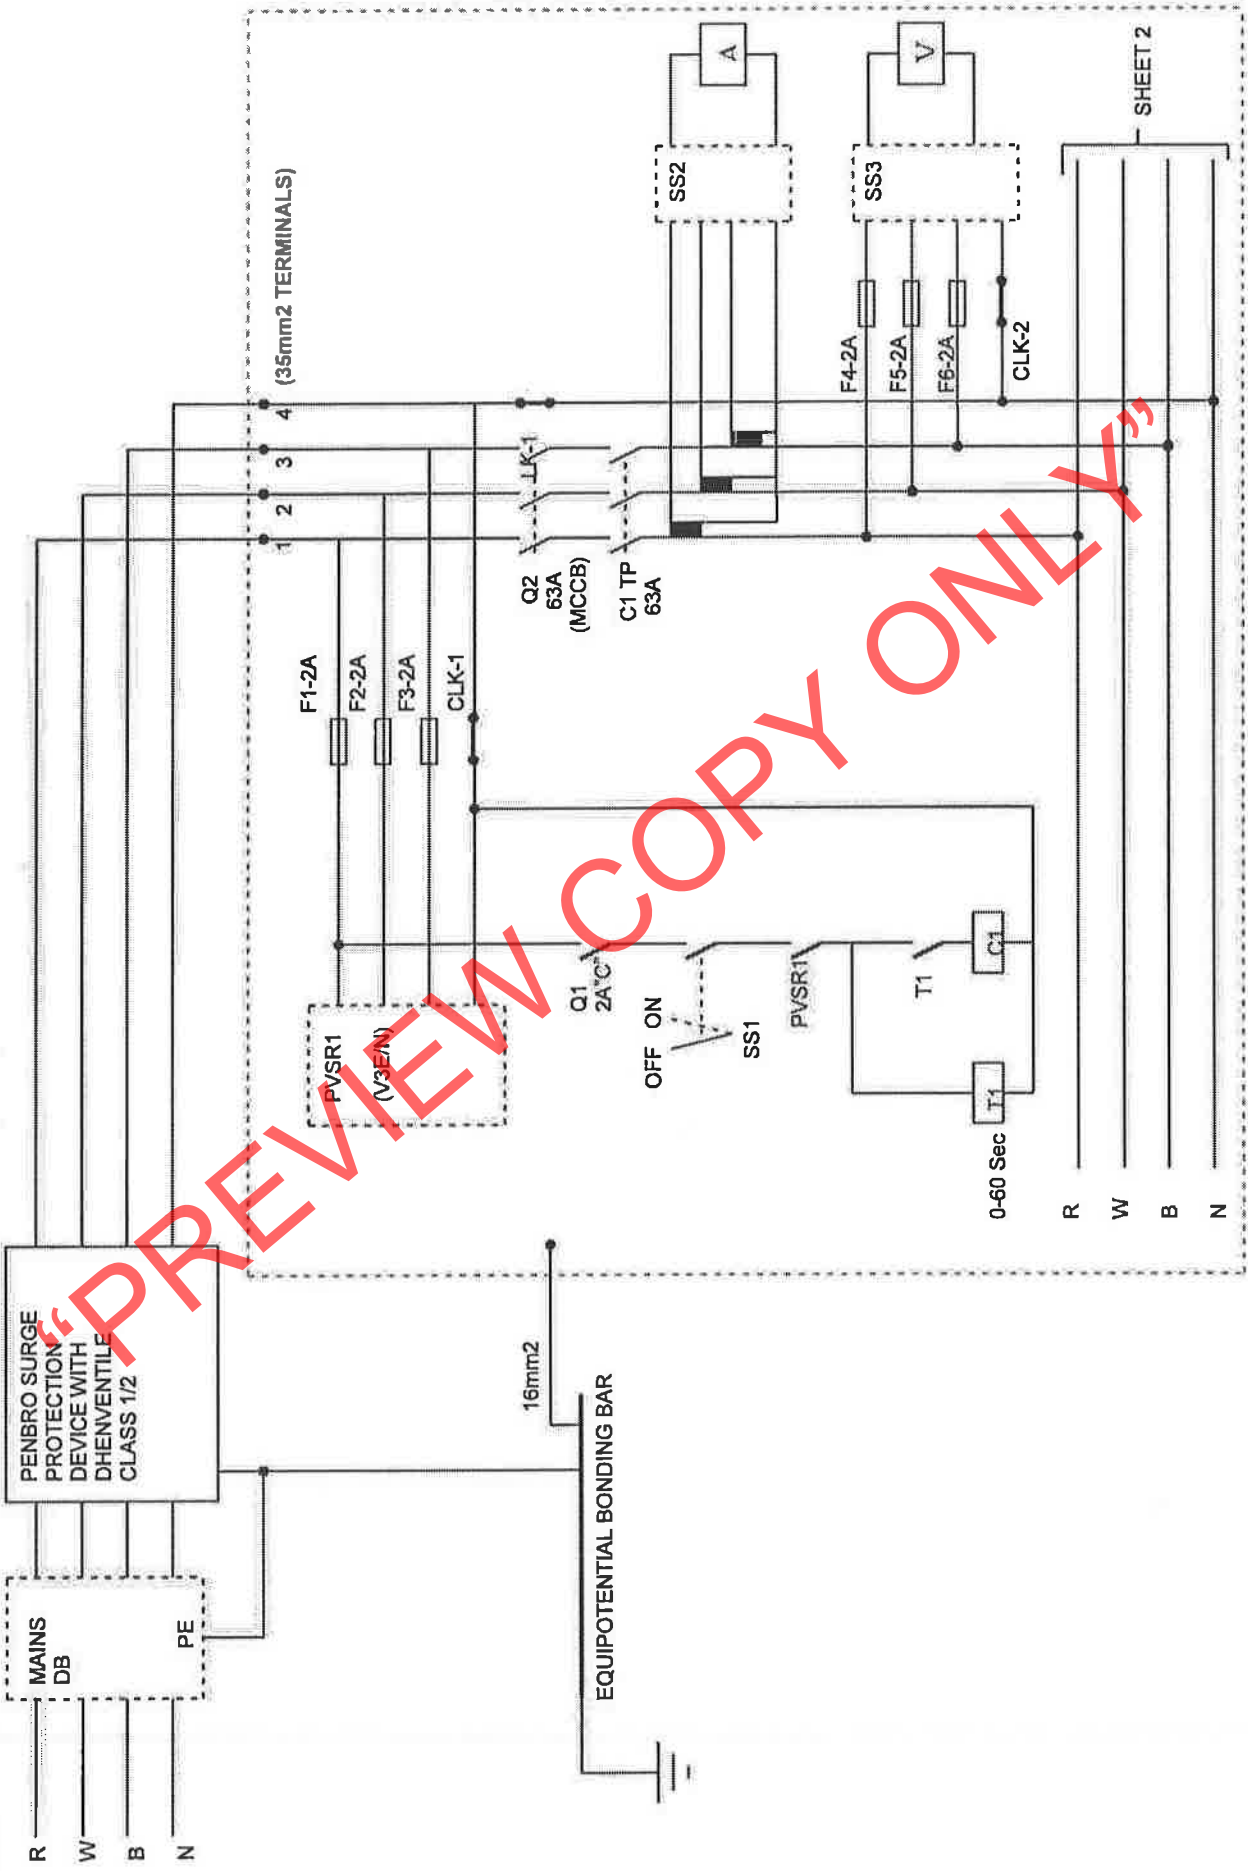 R
W
B
N
MAINS
DB
PE
PENBRO SURGE
PROTECTION
DEVICE WITH
DHENVENTILE
CLASS 1/2
16mm2
EQUIPOTENTIAL BONDING BAR
1
2
3
4
(35mm2 TERMINALS)
PVSR1
(V3E/N)
F1-2A
F2-2A
F3-2A
CLK-1
Q2
63A
(MCCB)
LK-1
C1 TP
63A
SS2
A
SS3
V
F4-2A
F5-2A
F6-2A
CLK-2
Q1
2A"C"
OFF ON
SS1
PVSR1
T1
C1
T1
0-60 Sec
R
W
B
N
SHEET 2
"PREVIEW COPY ONLY"